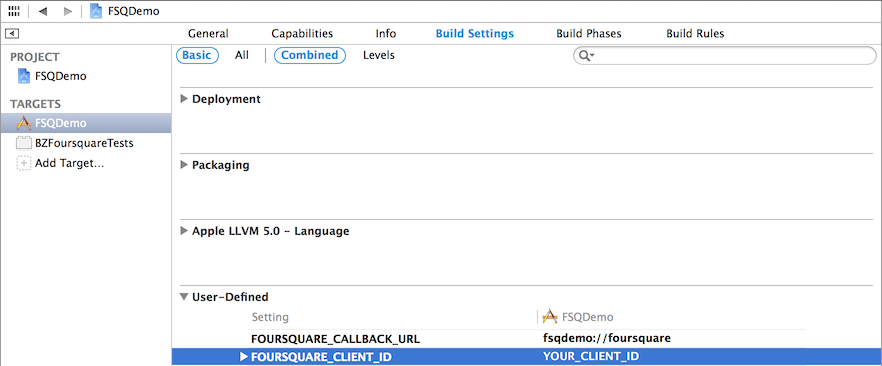 FSQDemo
General Capabilities Info Build Settings Build Phases Build Rules
PROJECT
FSQDemo
TARGETS
FSQDemo
BZFoursquareTests
Add Target...
Basic All Combined Levels
Deployment
Packaging
Apple LLVM 5.0 - Language
User-Defined
Setting FSQDemo
FOURSQUARE_CALLBACK_URL fsqdemo://foursquare
FOURSQUARE_CLIENT_ID YOUR_CLIENT_ID